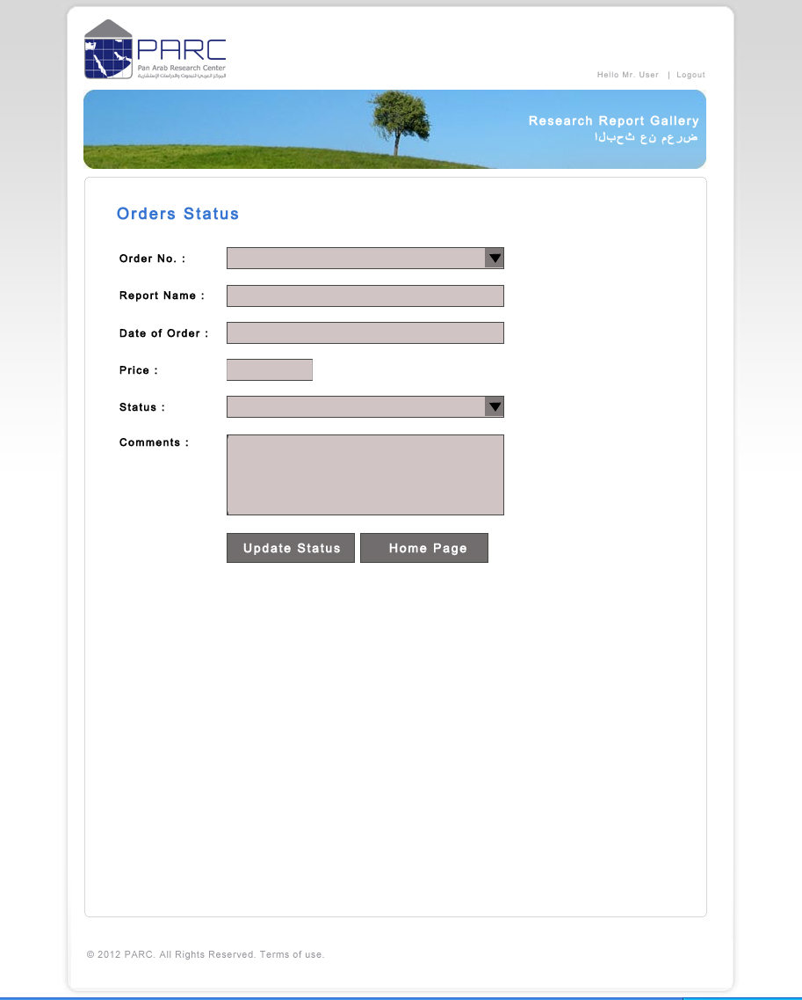 PARC
Pan Arab Research Center
المركز العربي للبحوث والدراسات الإستشارية
Hello Mr. User | Logout
Research Report Gallery
البحث عن معرض
Orders Status
Order No. :
Report Name :
Date of Order :
Price :
Status :
Comments :
Update Status
Home Page
© 2012 PARC. All Rights Reserved. Terms of use.